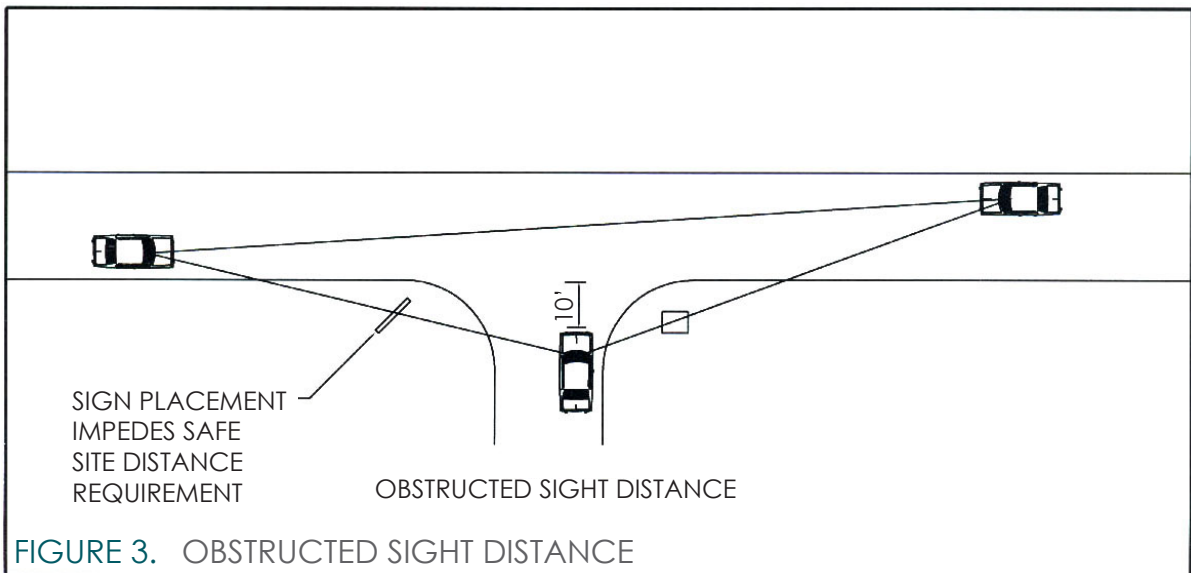 10'
SIGN PLACEMENT
IMPEDES SAFE
SITE DISTANCE
REQUIREMENT
OBSTRUCTED SIGHT DISTANCE
FIGURE 3. OBSTRUCTED SIGHT DISTANCE